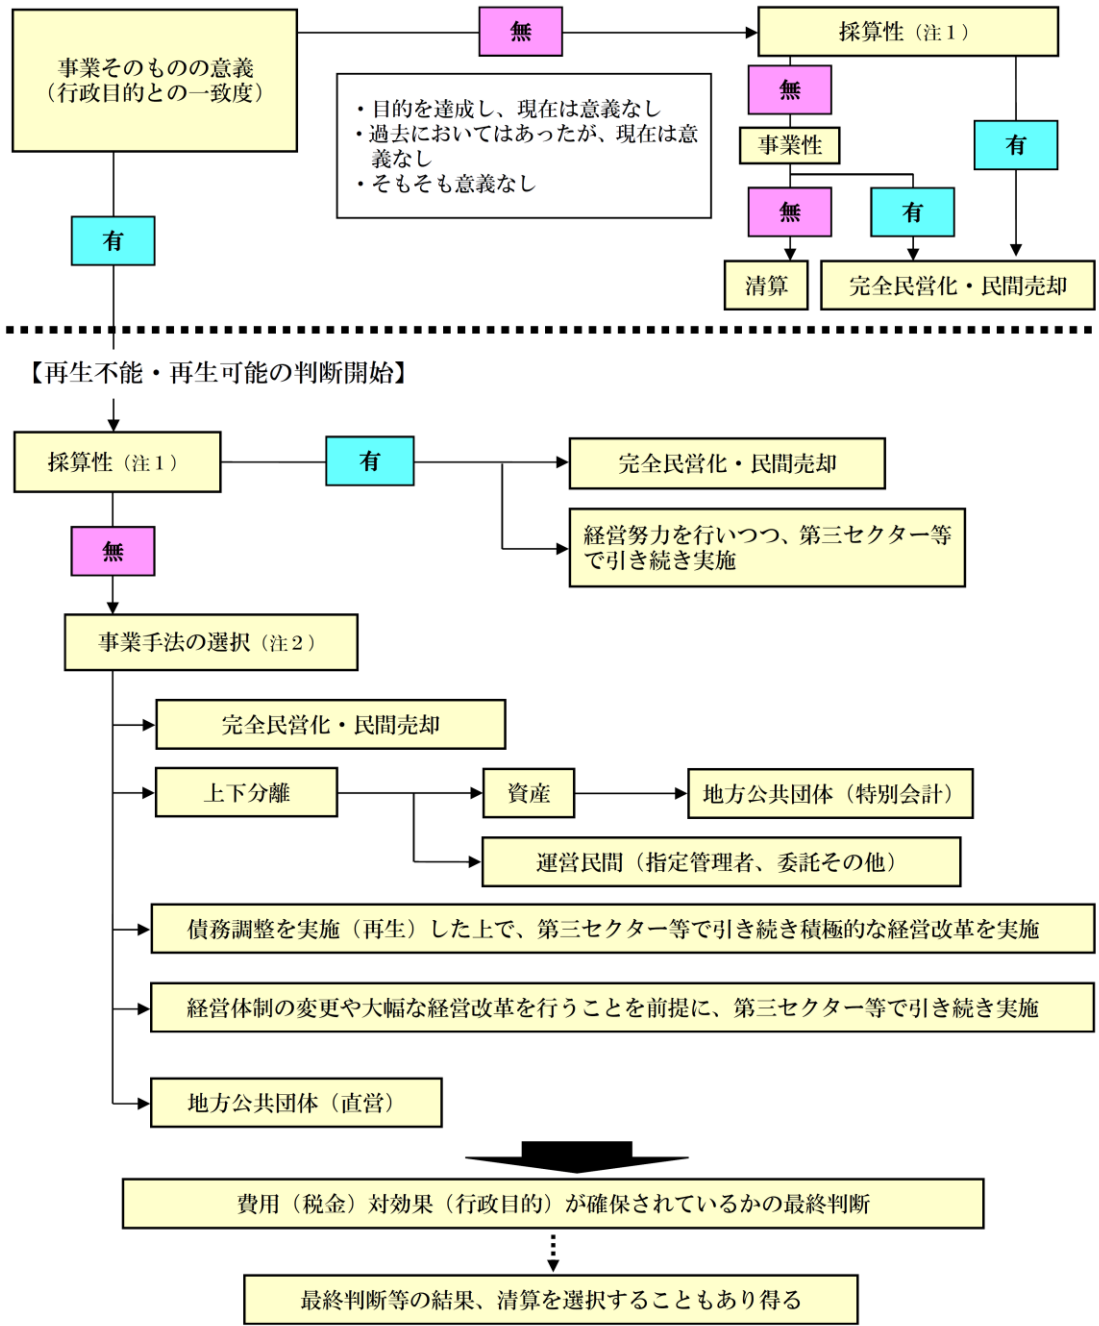 事業そのものの意義
(行政目的との一致度)
無
採算性（注１）
・目的を達成し、現在は意義なし
・過去においてはあったが、現在は意
義なし
・そもそも意義なし
無
事業性
有
無
有
有
清算
完全民営化・民間売却
【再生不能・再生可能の判断開始】
採算性（注１）
有
完全民営化・民間売却
経営努力を行いつつ、第三セクター等
で引き続き実施
無
事業手法の選択（注２）
完全民営化・民間売却
上下分離
資産
地方公共団体（特別会計）
運営民間（指定管理者、委託その他）
債務調整を実施（再生）した上で、第三セクター等で引き続き積極的な経営改革を実施
経営体制の変更や大幅な経営改革を行うことを前提に、第三セクター等で引き続き実施
地方公共団体（直営）
費用（税金）対効果（行政目的）が確保されているかの最終判断
最終判断等の結果、清算を選択することもあり得る